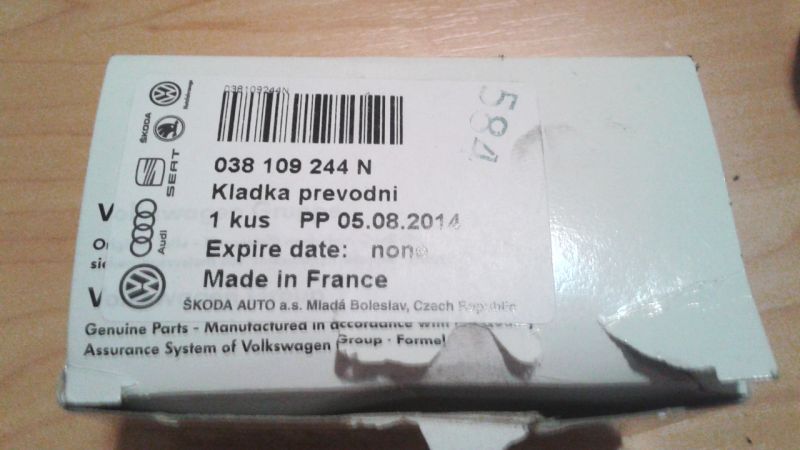 038109244N
584
ŠKODA
SEAT
Audi
038 109 244 N
Kladka prevodni
1 kus PP 05.08.2014
Expire date: none
Made in France
ŠKODA AUTO a.s. Mladá Boleslav, Czech Republic
Genuine Parts - Manufactured in accordance with
Assurance System of Volkswagen Group · Formel